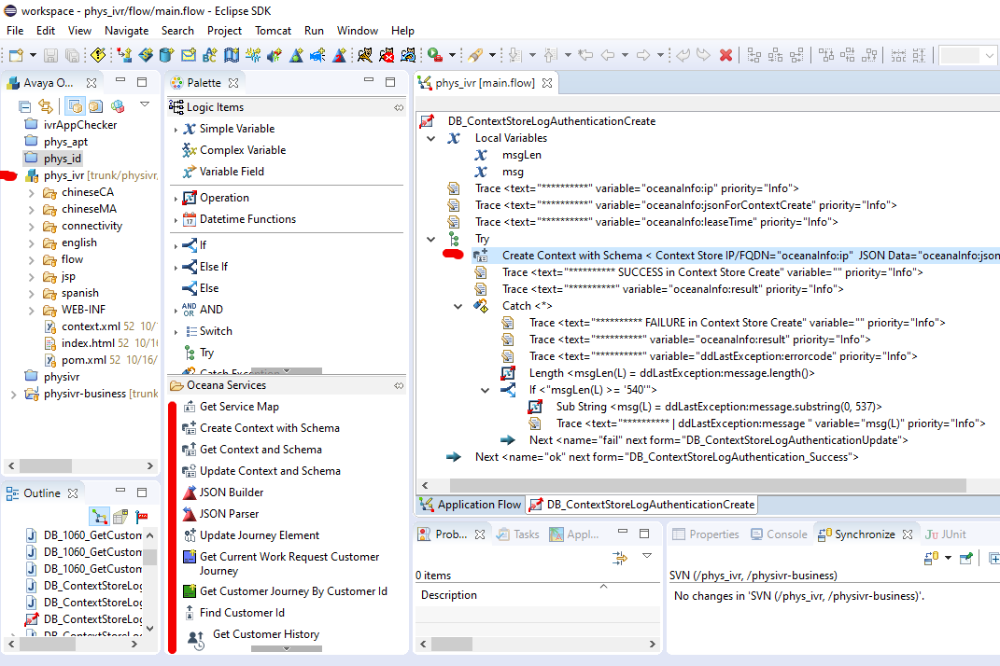 workspace - phys_ivr/flow/main.flow - Eclipse SDK
File Edit View Navigate Search Project Tomcat Run Window Help
Avaya O...
ivrAppChecker
phys_apt
phys_id
phys_ivr [trunk/physivr,
chineseCA
chineseMA
connectivity
english
flow
jsp
spanish
WEB-INF
context.xml 52 10/
index.html 52 10/1
pom.xml 52 10/16/
physivr
physivr-business [trunk
Outline
DB_1060_GetCustom
DB_1060_GetCustom
DB_1060_GetCustom
DB_ContextStoreLog
DB_ContextStoreLog
DB_ContextStoreLog
DB_ContextStoreLog
Palette
Logic Items
Simple Variable
Complex Variable
Variable Field
Operation
17
Datetime Functions
If
Else If
Else
AND
OR
AND
Switch
Try
Catch Exception
Oceana Services
Get Service Map
Create Context with Schema
Get Context and Schema
Update Context and Schema
JSON Builder
JSON Parser
Update Journey Element
Get Current Work Request Customer
Journey
Get Customer Journey By Customer Id
Find Customer Id
Get Customer History
phys_ivr [main.flow]
DB_ContextStoreLogAuthenticationCreate
Local Variables
msgLen
msg
Trace <text="**********" variable="oceanaInfo:ip" priority="Info">
Trace <text="**********" variable="oceanaInfo:jsonForContextCreate" priority="Info">
Trace <text="**********" variable="oceanaInfo:leaseTime" priority="Info">
Try
Create Context with Schema < Context Store IP/FQDN="oceanaInfo:ip"  JSON Data="oceanaInfo:json
Trace <text="********** SUCCESS in Context Store Create" variable="" priority="Info">
Trace <text="**********" variable="oceanaInfo:result" priority="Info">
Catch <*>
Trace <text="********** FAILURE in Context Store Create" variable="" priority="Info">
Trace <text="**********" variable="oceanaInfo:result" priority="Info">
Trace <text="**********" variable="ddLastException:errorcode" priority="Info">
Length <msgLen(L) = ddLastException:message.length()>
If <"msgLen(L) >= '540'">
Sub String <msg(L) = ddLastException:message.substring(0, 537)>
Trace <text="********** | ddLastException:message " variable="msg(L)" priority="Info">
Next <name="fail" next form="DB_ContextStoreLogAuthenticationUpdate">
Next <name="ok" next form="DB_ContextStoreLogAuthentication_Success">
Application Flow DB_ContextStoreLogAuthenticationCreate
Prob... Tasks Appl...
0 items
Description
Properties Console Synchronize JUnit
SVN (/phys_ivr, /physivr-business)
No changes in 'SVN (/phys_ivr, /physivr-business)'.